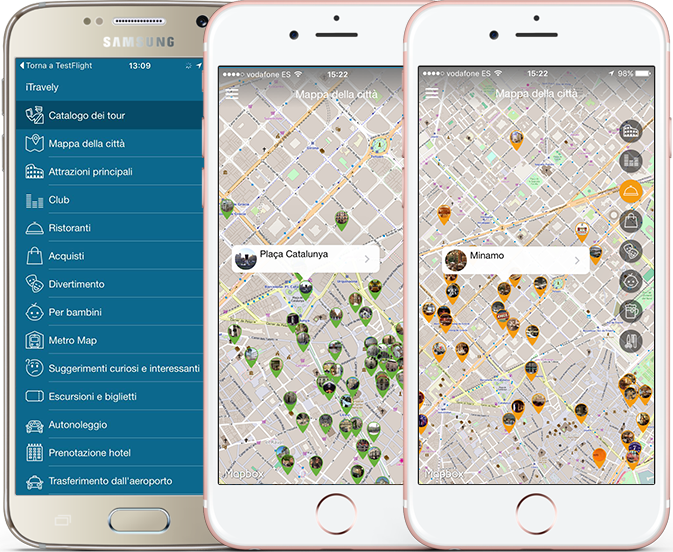 SAMSUNG
Torna a TestFlight
13:09
iTravely
Catalogo dei tour
Mappa della città
Attrazioni principali
Club
Ristoranti
Acquisti
Divertimento
Per bambini
Metro Map
Suggerimenti curiosi e interessanti
Escursioni e biglietti
Autonoleggio
Prenotazione hotel
Trasferimento dall'aeroporto
vodafone ES
15:22
Mappa della città
Plaça Catalunya
Mapbox
vodafone ES
15:22
98%
Mappa della città
Minamo
Mapbox